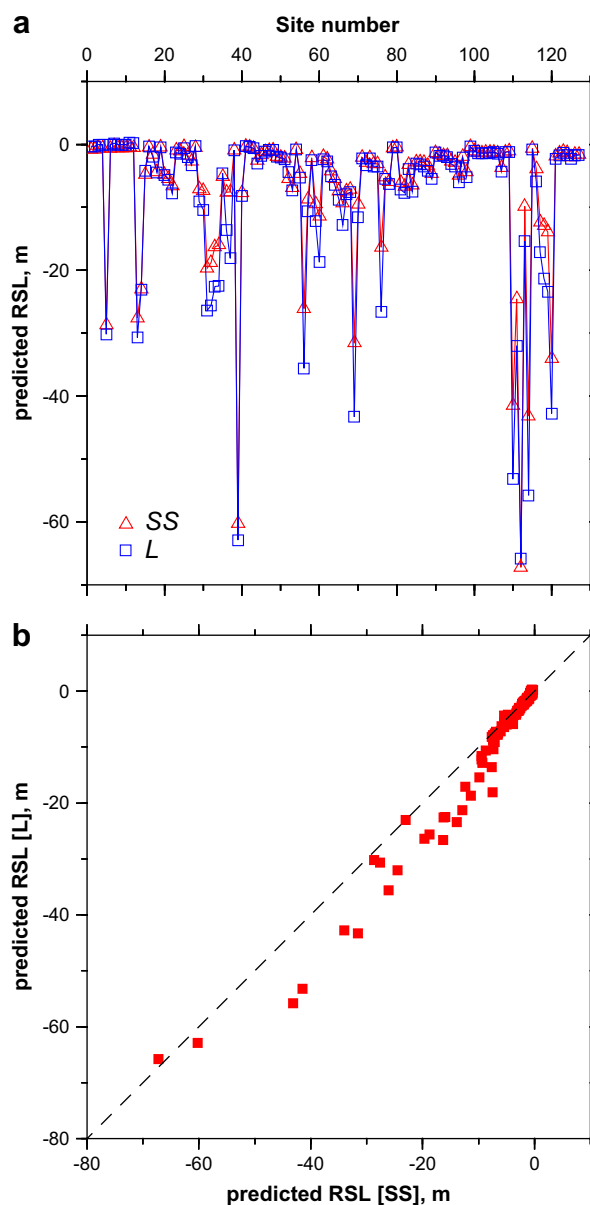 a
Site number
0 20 40 60 80 100 120
predicted RSL, m
0
-20
-40
-60
SS
L
b
predicted RSL [L], m
0
-20
-40
-60
-80
-80 -60 -40 -20 0
predicted RSL [SS], m